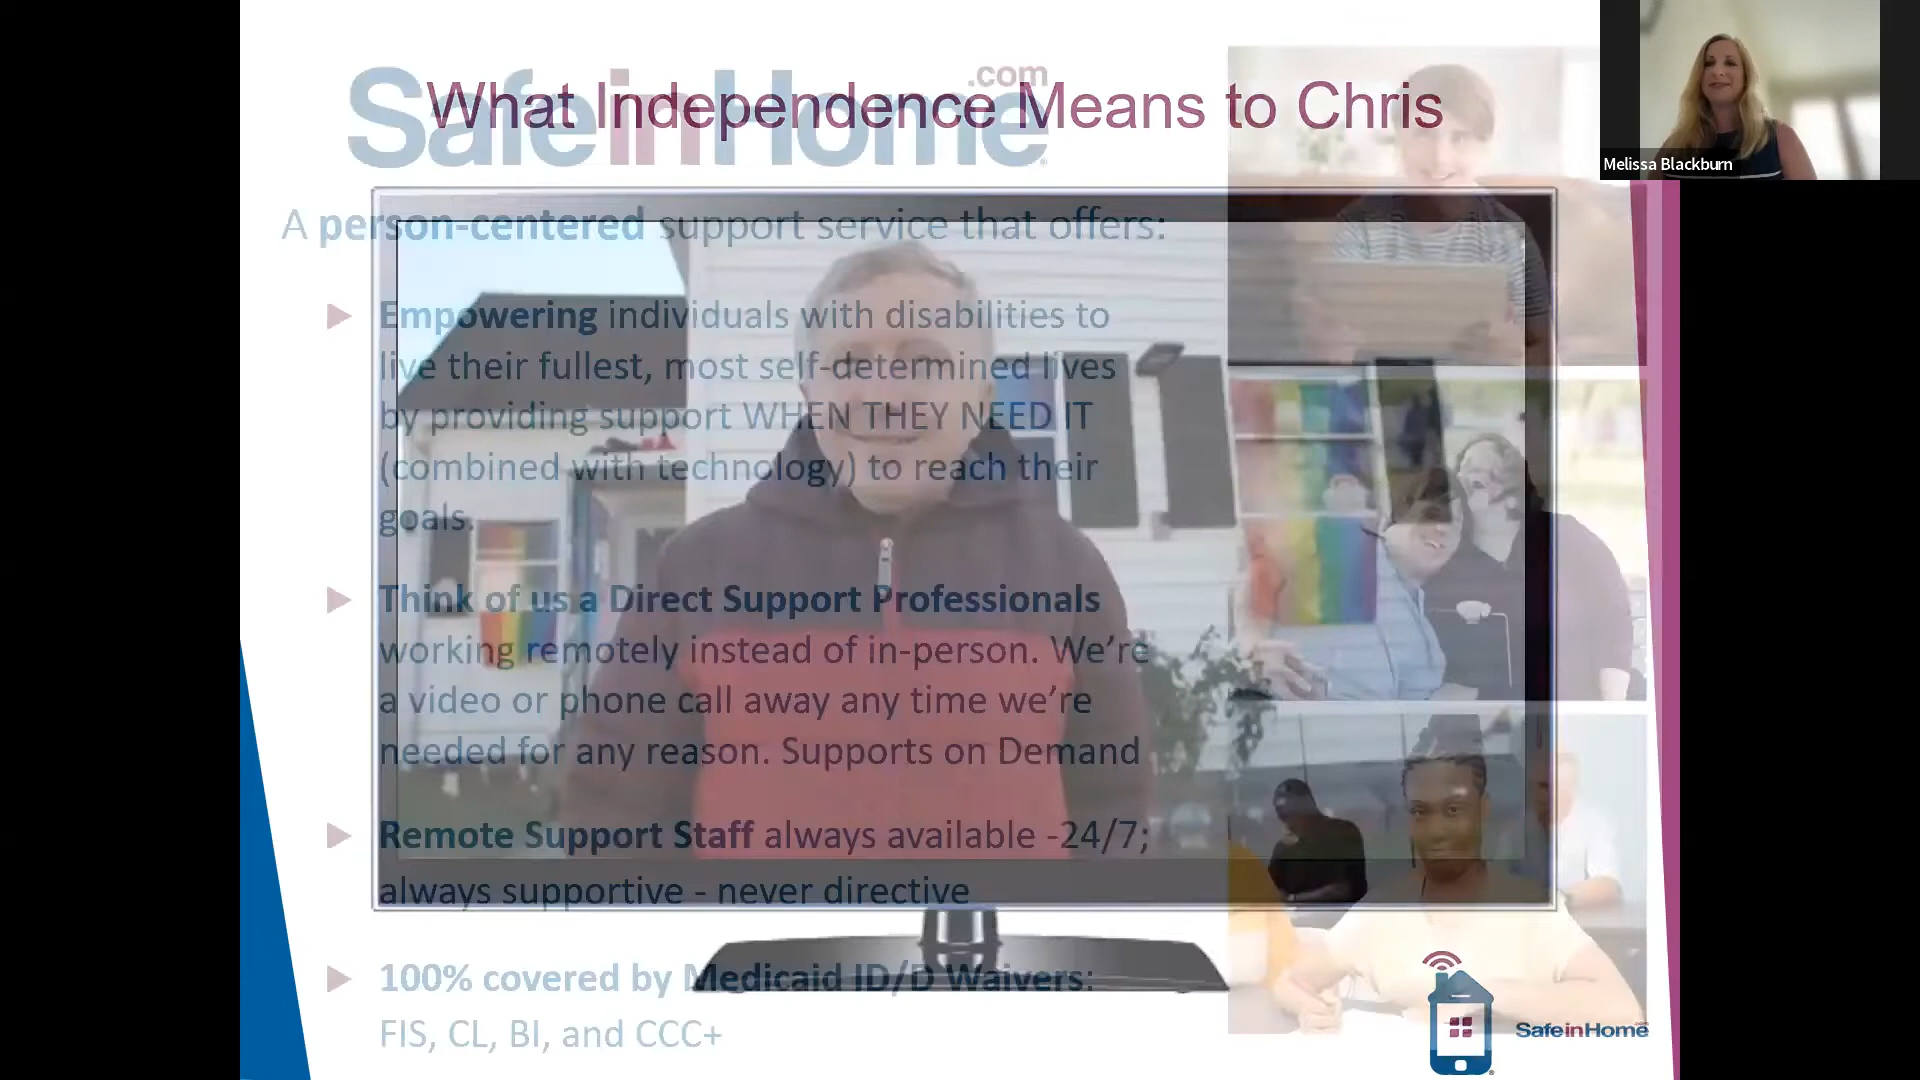 SafeinHome.com
What Independence Means to Chris
Melissa Blackburn
A person-centered support service that offers:
Empowering individuals with disabilities to
live their fullest, most self-determined lives
by providing support WHEN THEY NEED IT
(combined with technology) to reach their
goals.
Think of us a Direct Support Professionals
working remotely instead of in-person. We're
a video or phone call away any time we're
needed for any reason. Supports on Demand
Remote Support Staff always available -24/7;
always supportive - never directive
100% covered by Medicaid ID/D Waivers:
FIS, CL, BI, and CCC+
SafeinHome.com